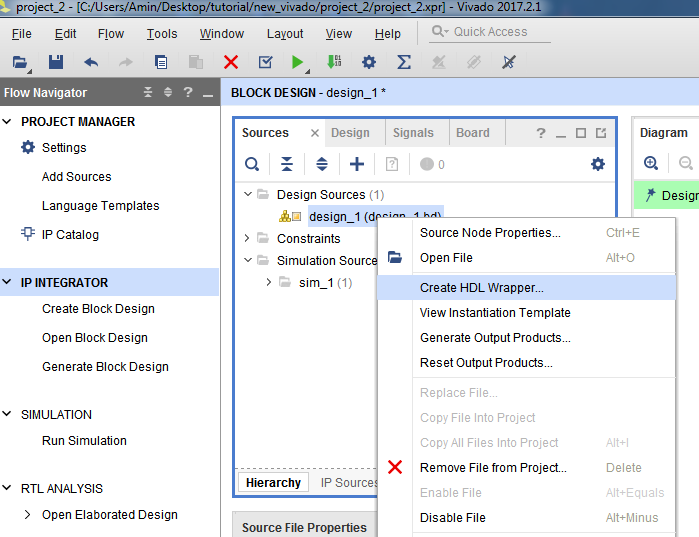 project_2 - [C:/Users/Amin/Desktop/tutorial/new_vivado/project_2/project_2.xpr] - Vivado 2017.2.1
File Edit Flow Tools Window Layout View Help Quick Access
Flow Navigator
BLOCK DESIGN - design_1 *
PROJECT MANAGER
Settings
Add Sources
Language Templates
IP Catalog
IP INTEGRATOR
Create Block Design
Open Block Design
Generate Block Design
SIMULATION
Run Simulation
RTL ANALYSIS
Open Elaborated Design
Sources Design Signals Board
0
Design Sources (1)
design_1 (design_1.bd)
Constraints
Simulation Source
sim_1 (1)
Hierarchy IP Sources
Source File Properties
Diagram
Design
Source Node Properties... Ctrl+E
Open File Alt+O
Create HDL Wrapper...
View Instantiation Template
Generate Output Products...
Reset Output Products...
Replace File...
Copy File Into Project
Copy All Files Into Project Alt+I
Remove File from Project... Delete
Enable File Alt+Equals
Disable File Alt+Minus